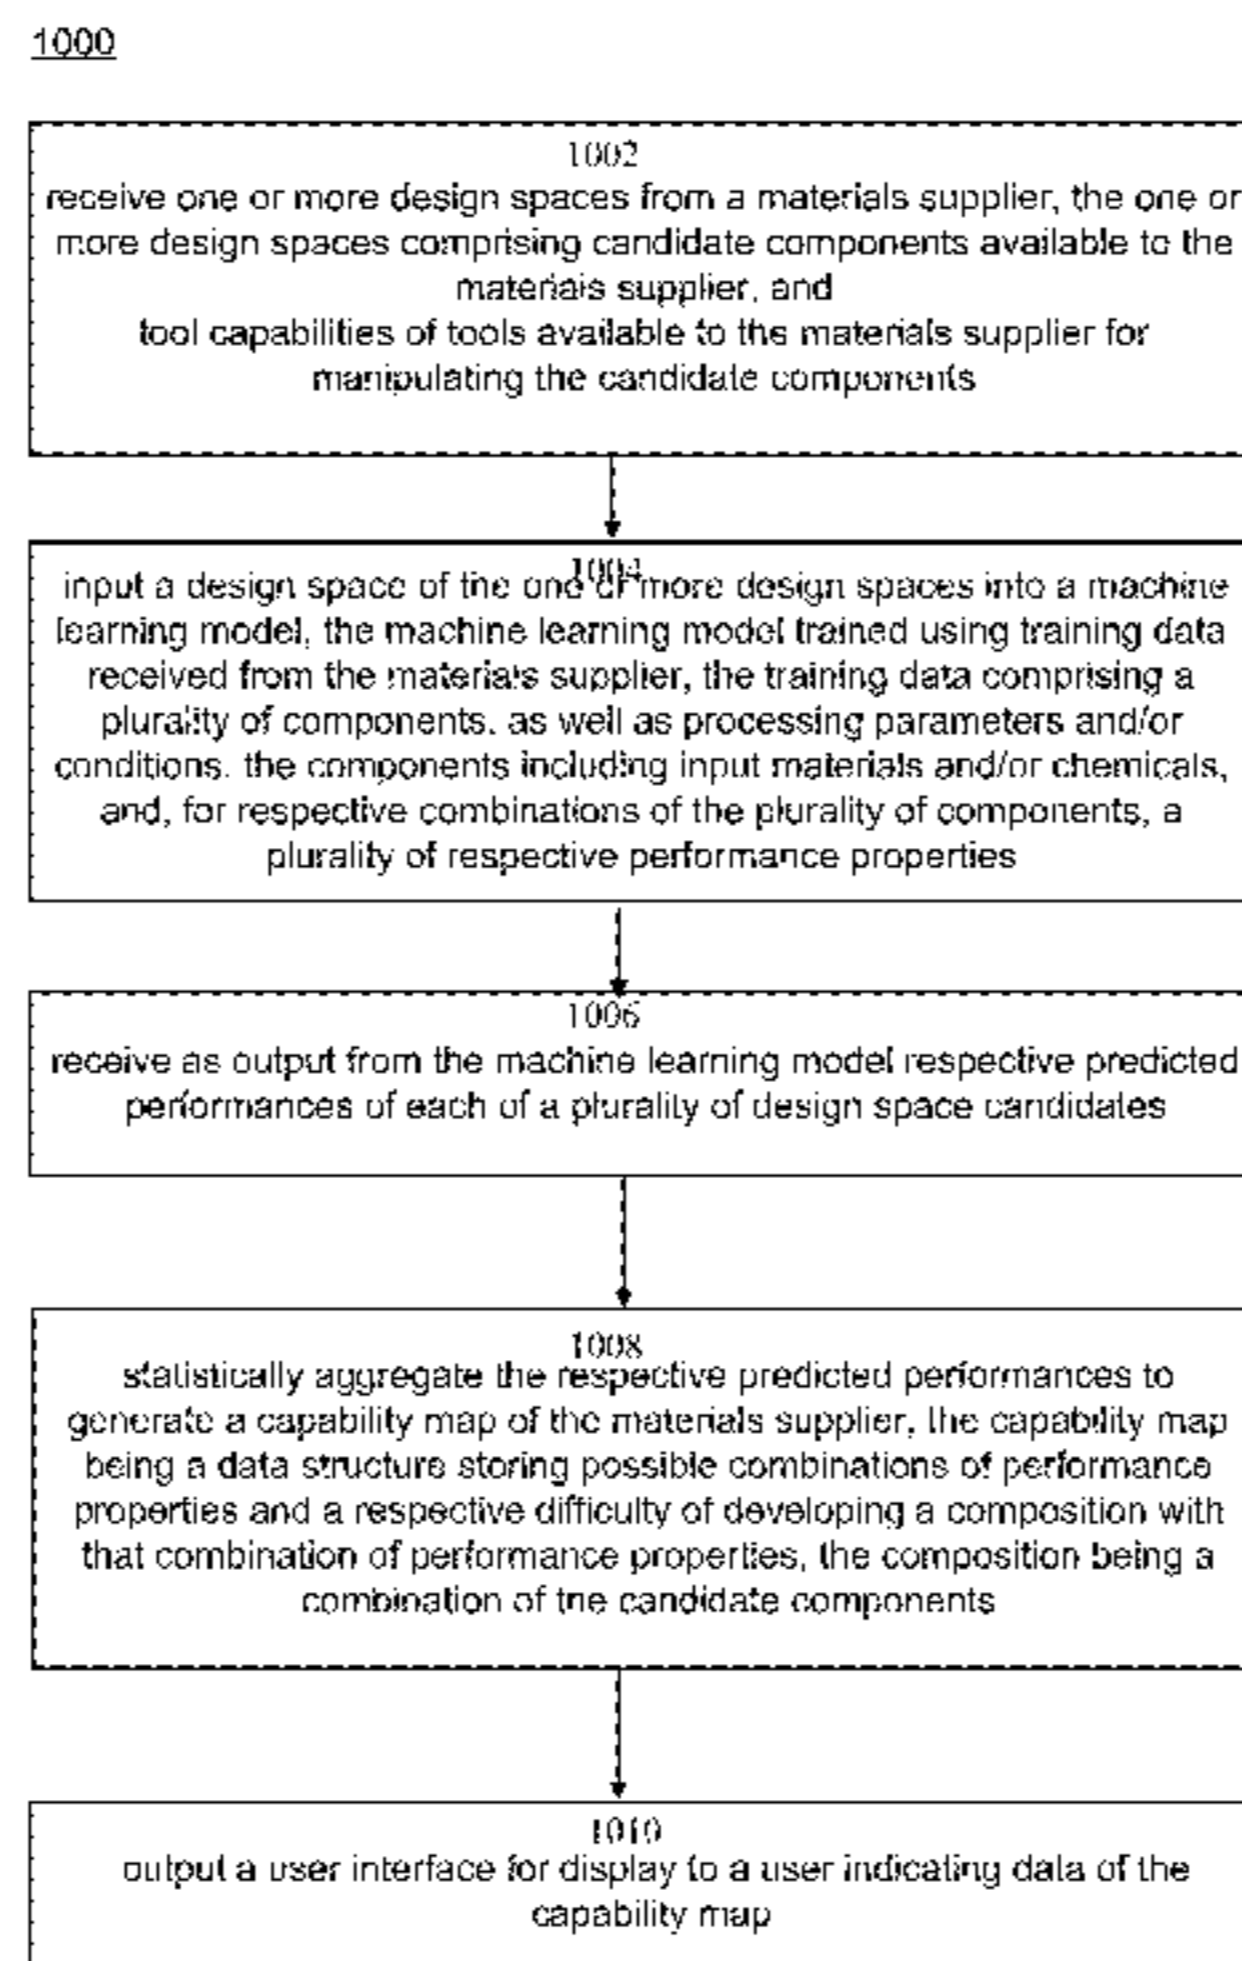 1000
1002
receive one or more design spaces from a materials supplier, the one or
more design spaces comprising candidate components available to the
materials supplier, and
tool capabilities of tools available to the materials supplier for
manipulating the candidate components
1004
input a design space of the one or more design spaces into a machine
learning model, the machine learning model trained using training data
received from the materials supplier, the training data comprising a
plurality of components. as well as processing parameters and/or
conditions. the components including input materials and/or chemicals,
and, for respective combinations of the plurality of components, a
plurality of respective performance properties
1006
receive as output from the machine learning model respective predicted
performances of each of a plurality of design space candidates
1008
statistically aggregate the respective predicted performances to
generate a capability map of the materials supplier, the capability map
being a data structure storing possible combinations of performance
properties and a respective difficulty of developing a composition with
that combination of performance properties, the composition being a
combination of the candidate components
1010
output a user interface for display to a user indicating data of the
capability map